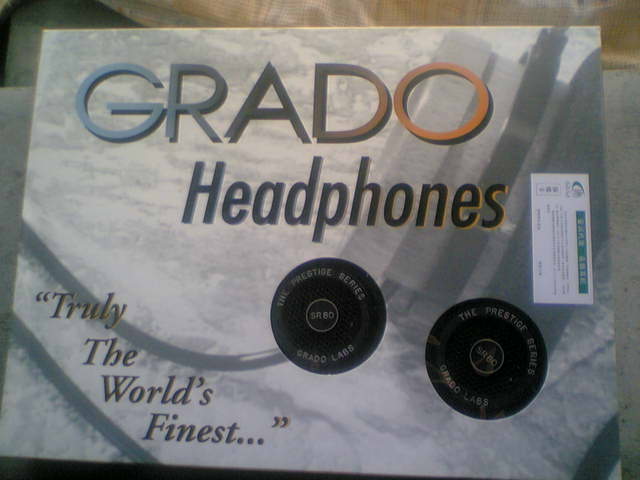 GRADO
Headphones
"Truly
The
World's
Finest..."
THE PRESTIGE SERIES
SR80
GRADO LABS
THE PRESTIGE SERIES
SR80
GRADO LABS